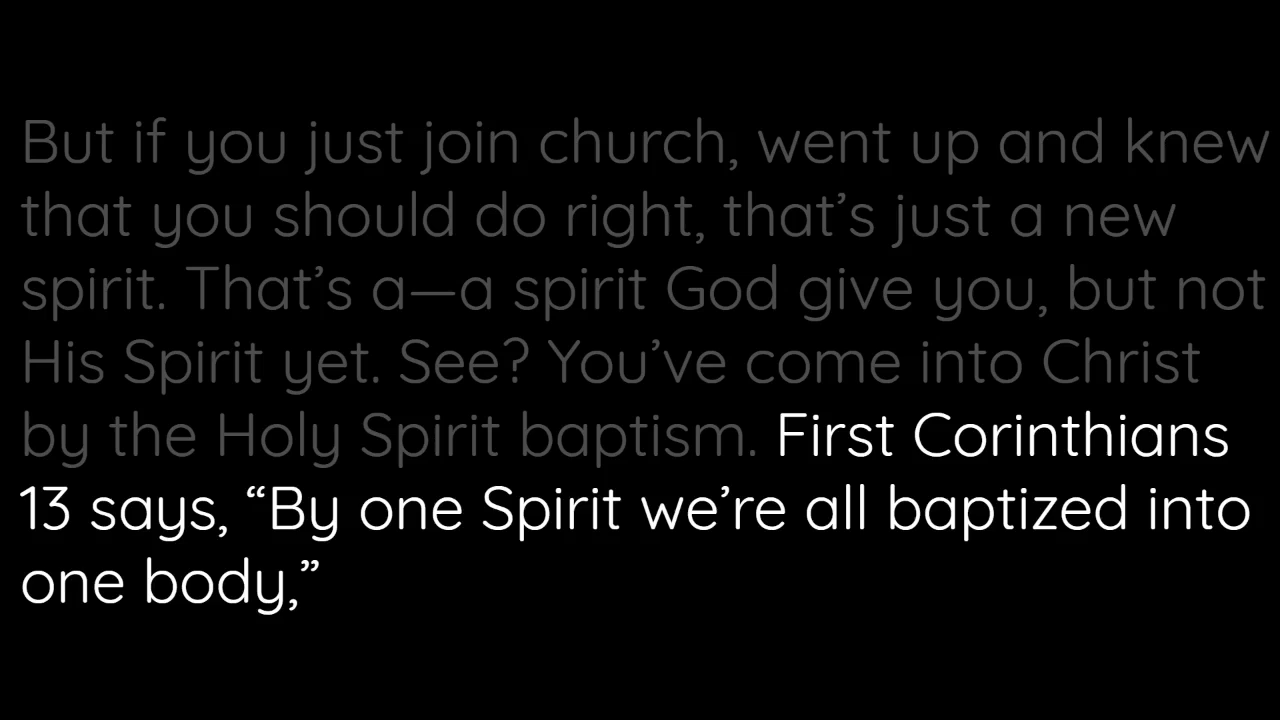 But if you just join church, went up and knew
that you should do right, that’s just a new
spirit. That’s a—a spirit God give you, but not
His Spirit yet. See? You’ve come into Christ
by the Holy Spirit baptism. First Corinthians
13 says, “By one Spirit we’re all baptized into
one body,”